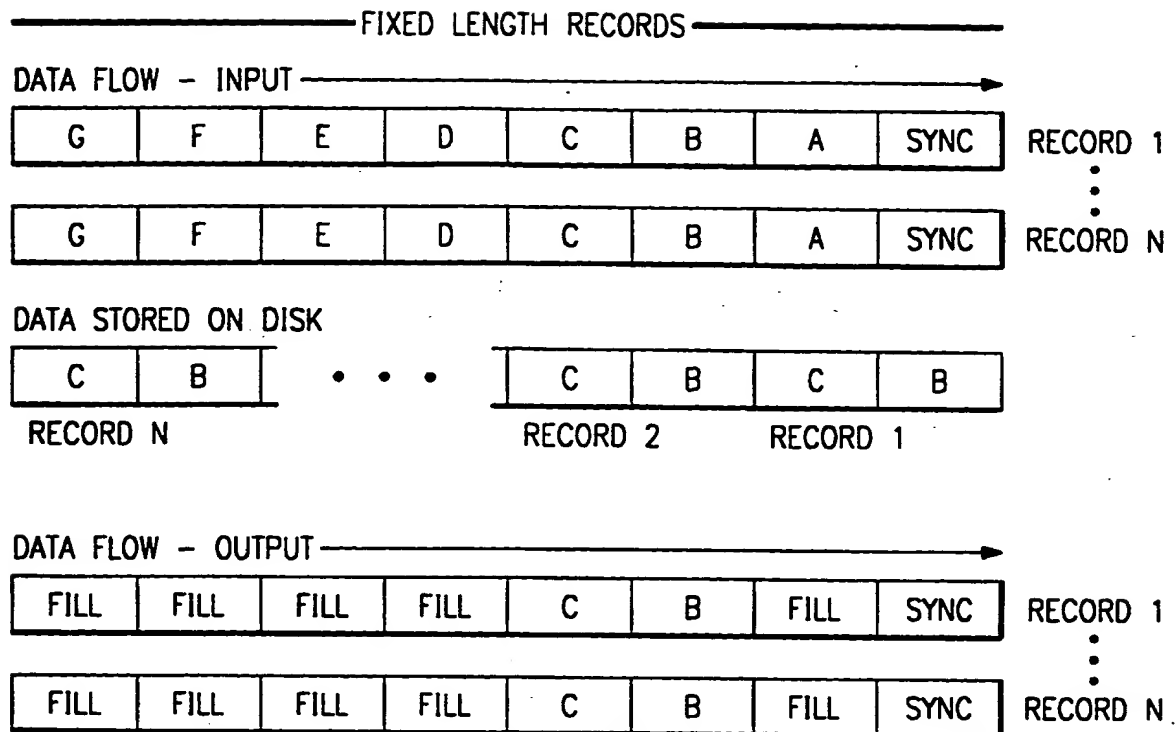 FIXED LENGTH RECORDS
DATA FLOW - INPUT
G F E D C B A SYNC RECORD 1
G F E D C B A SYNC RECORD N
DATA STORED ON DISK
C B • • • C B C B
RECORD N RECORD 2 RECORD 1
DATA FLOW - OUTPUT
FILL FILL FILL FILL C B FILL SYNC RECORD 1
FILL FILL FILL FILL C B FILL SYNC RECORD N